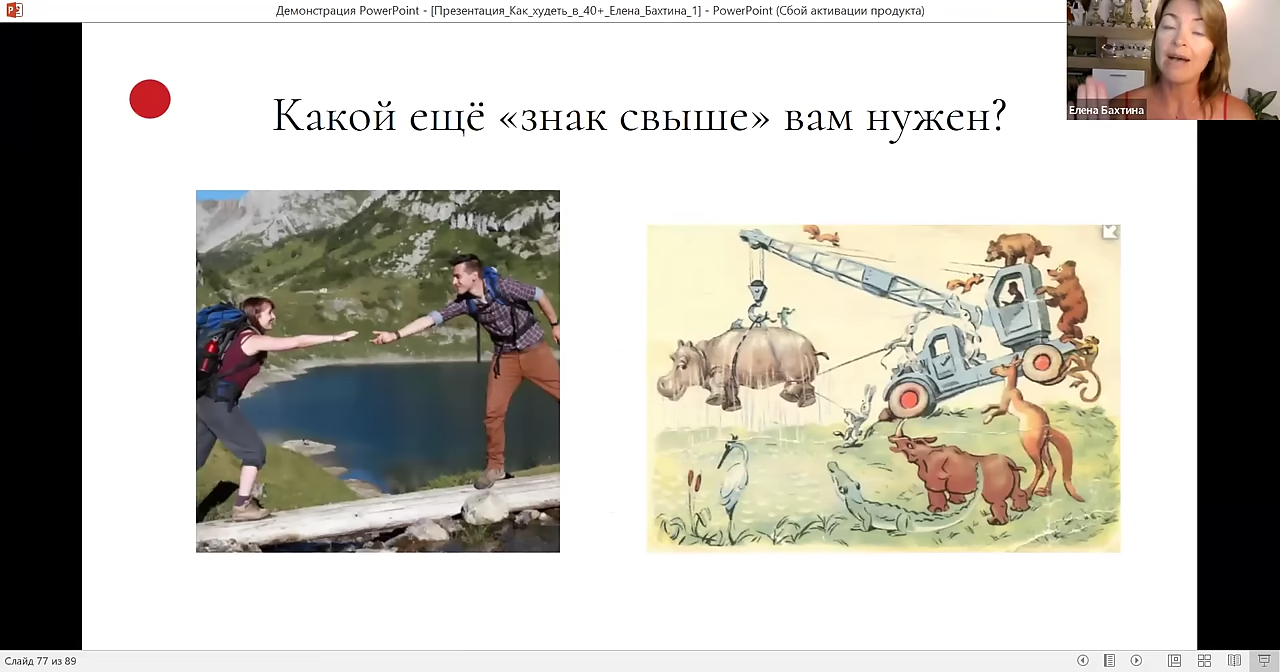 Демонстрация PowerPoint - [Презентация_Как_худеть_в_40+_Елена_Бахтина_1] - PowerPoint (Сбой активации продукта)
Елена Бахтина
Какой ещё «знак свыше» вам нужен?
Слайд 77 из 89